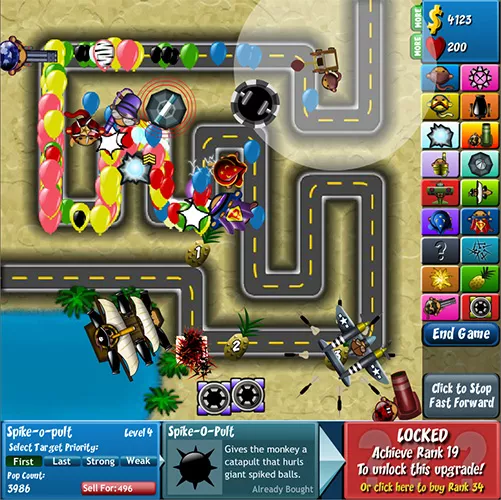 MORE
4123
MORE
200
1
2
?
End Game
Click to Stop
Fast Forward
Spike-o-pult Level 4
Select Target Priority:
First Last Strong Weak
Pop Count:
5986 Sell For: 496
Spike-O-Pult
Gives the monkey a
catapult that hurls
giant spiked balls.
Already Bought
LOCKED
Achieve Rank 19
To unlock this upgrade!
Or click here to buy Rank 34